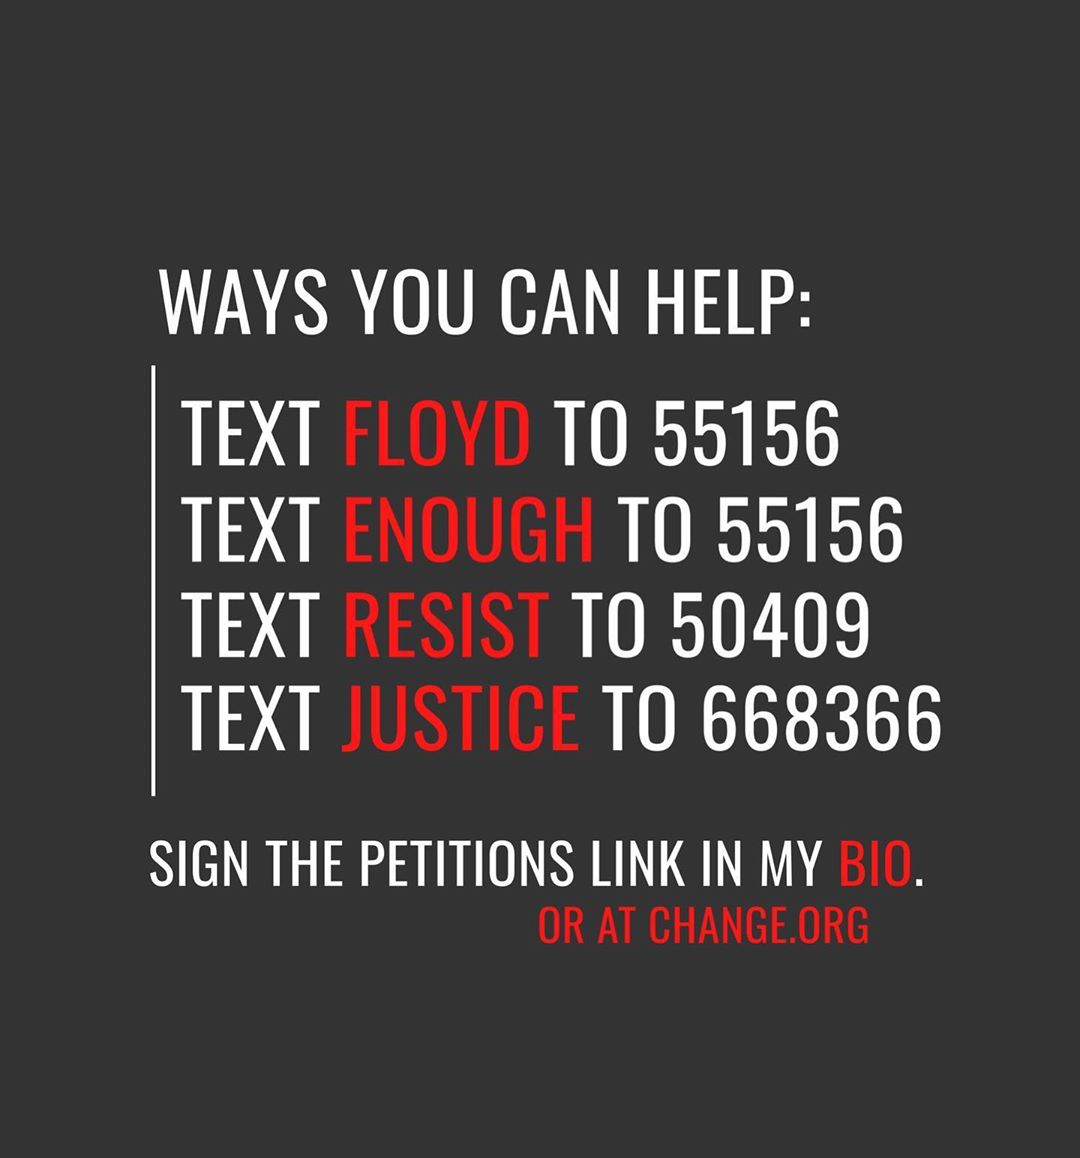 WAYS YOU CAN HELP:
TEXT FLOYD TO 55156
TEXT ENOUGH TO 55156
TEXT RESIST TO 50409
TEXT JUSTICE TO 668366
SIGN THE PETITIONS LINK IN MY BIO.
OR AT CHANGE.ORG